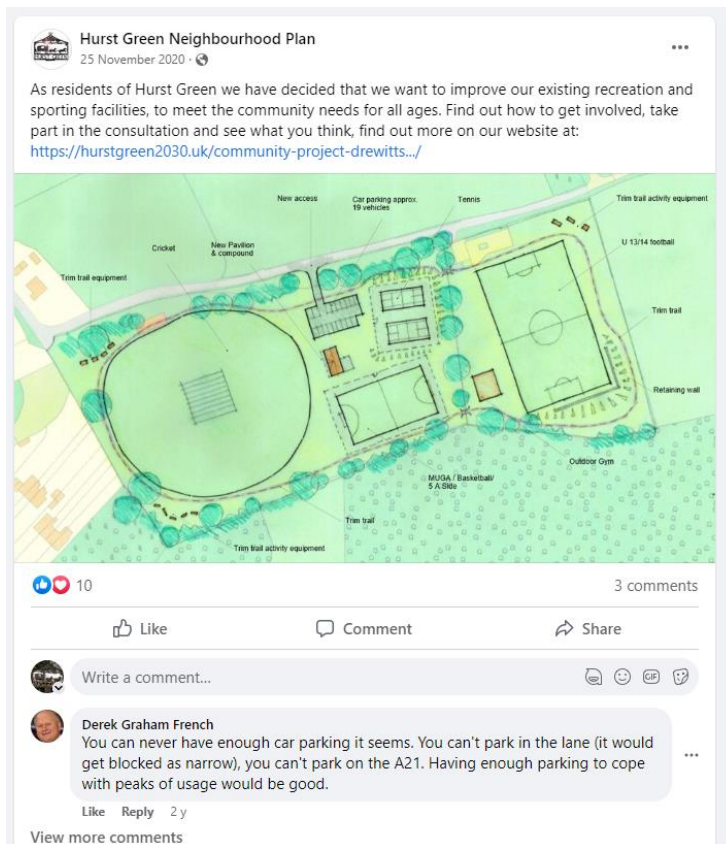 Hurst Green Neighbourhood Plan
25 November 2020 ·
As residents of Hurst Green we have decided that we want to improve our existing recreation and
sporting facilities, to meet the community needs for all ages. Find out how to get involved, take
part in the consultation and see what you think, find out more on our website at:
https://hurstgreen2030.uk/community-project-drewitts.../
New access
Car parking approx.
19 vehicles
Tennis
Trim trail activity equipment
Cricket
New Pavilion
& compound
U 13/14 football
Trim trail equipment
Trim trail
Retaining wall
Outdoor Gym
MUGA / Basketball/
5 A Side
Trim trail
Trim trail activity equipment
10
3 comments
Like
Comment
Share
Write a comment...
GIF
Derek Graham French
You can never have enough car parking it seems. You can't park in the lane (it would
get blocked as narrow), you can't park on the A21. Having enough parking to cope
with peaks of usage would be good.
Like Reply 2 y
View more comments